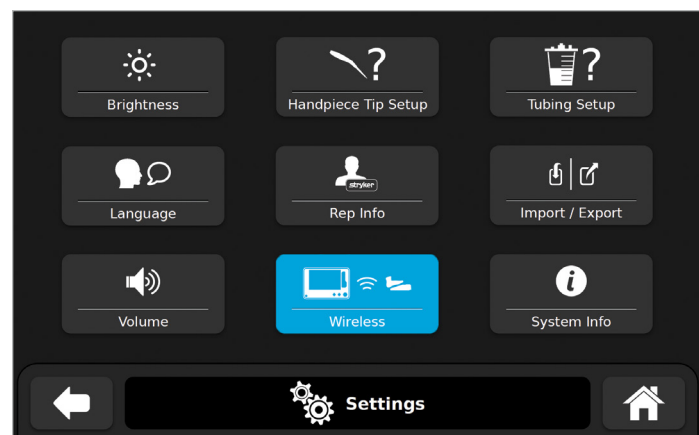 Brightness
Handpiece Tip Setup
Tubing Setup
Language
stryker
Rep Info
Import / Export
Volume
Wireless
System Info
Settings